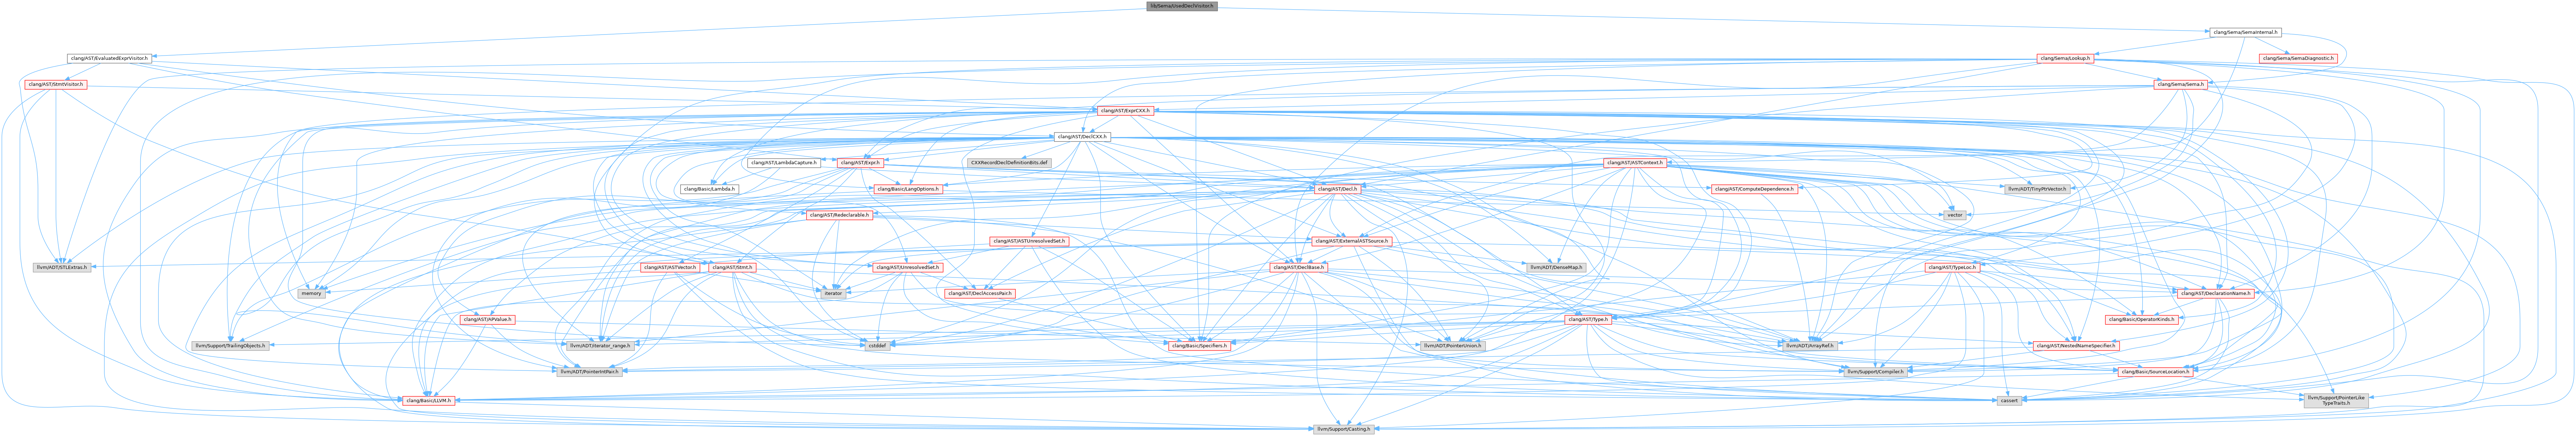 lib/Sema/UsedDeclVisitor.h
clang/Sema/SemaInternal.h
clang/AST/EvaluatedExprVisitor.h
clang/Sema/Lookup.h
clang/Sema/SemaDiagnostic.h
clang/AST/StmtVisitor.h
clang/Sema/Sema.h
clang/AST/ExprCXX.h
clang/AST/DeclCXX.h
clang/AST/LambdaCapture.h
clang/AST/Expr.h
CXXRecordDeclDefinitionBits.def
clang/AST/ASTContext.h
clang/Basic/Lambda.h
clang/Basic/LangOptions.h
clang/AST/Decl.h
clang/AST/ComputeDependence.h
llvm/ADT/TinyPtrVector.h
clang/AST/Redeclarable.h
vector
clang/AST/ASTUnresolvedSet.h
clang/AST/ExternalASTSource.h
llvm/ADT/STLExtras.h
clang/AST/ASTVector.h
clang/AST/Stmt.h
clang/AST/UnresolvedSet.h
clang/AST/DeclBase.h
llvm/ADT/DenseMap.h
clang/AST/TypeLoc.h
memory
iterator
clang/AST/DeclAccessPair.h
clang/AST/DeclarationName.h
clang/AST/APValue.h
clang/AST/Type.h
clang/Basic/OperatorKinds.h
llvm/Support/TrailingObjects.h
llvm/ADT/iterator_range.h
cstddef
clang/Basic/Specifiers.h
llvm/ADT/PointerUnion.h
llvm/ADT/ArrayRef.h
clang/AST/NestedNameSpecifier.h
llvm/ADT/PointerIntPair.h
llvm/Support/Compiler.h
clang/Basic/SourceLocation.h
clang/Basic/LLVM.h
cassert
llvm/Support/PointerLike
TypeTraits.h
llvm/Support/Casting.h